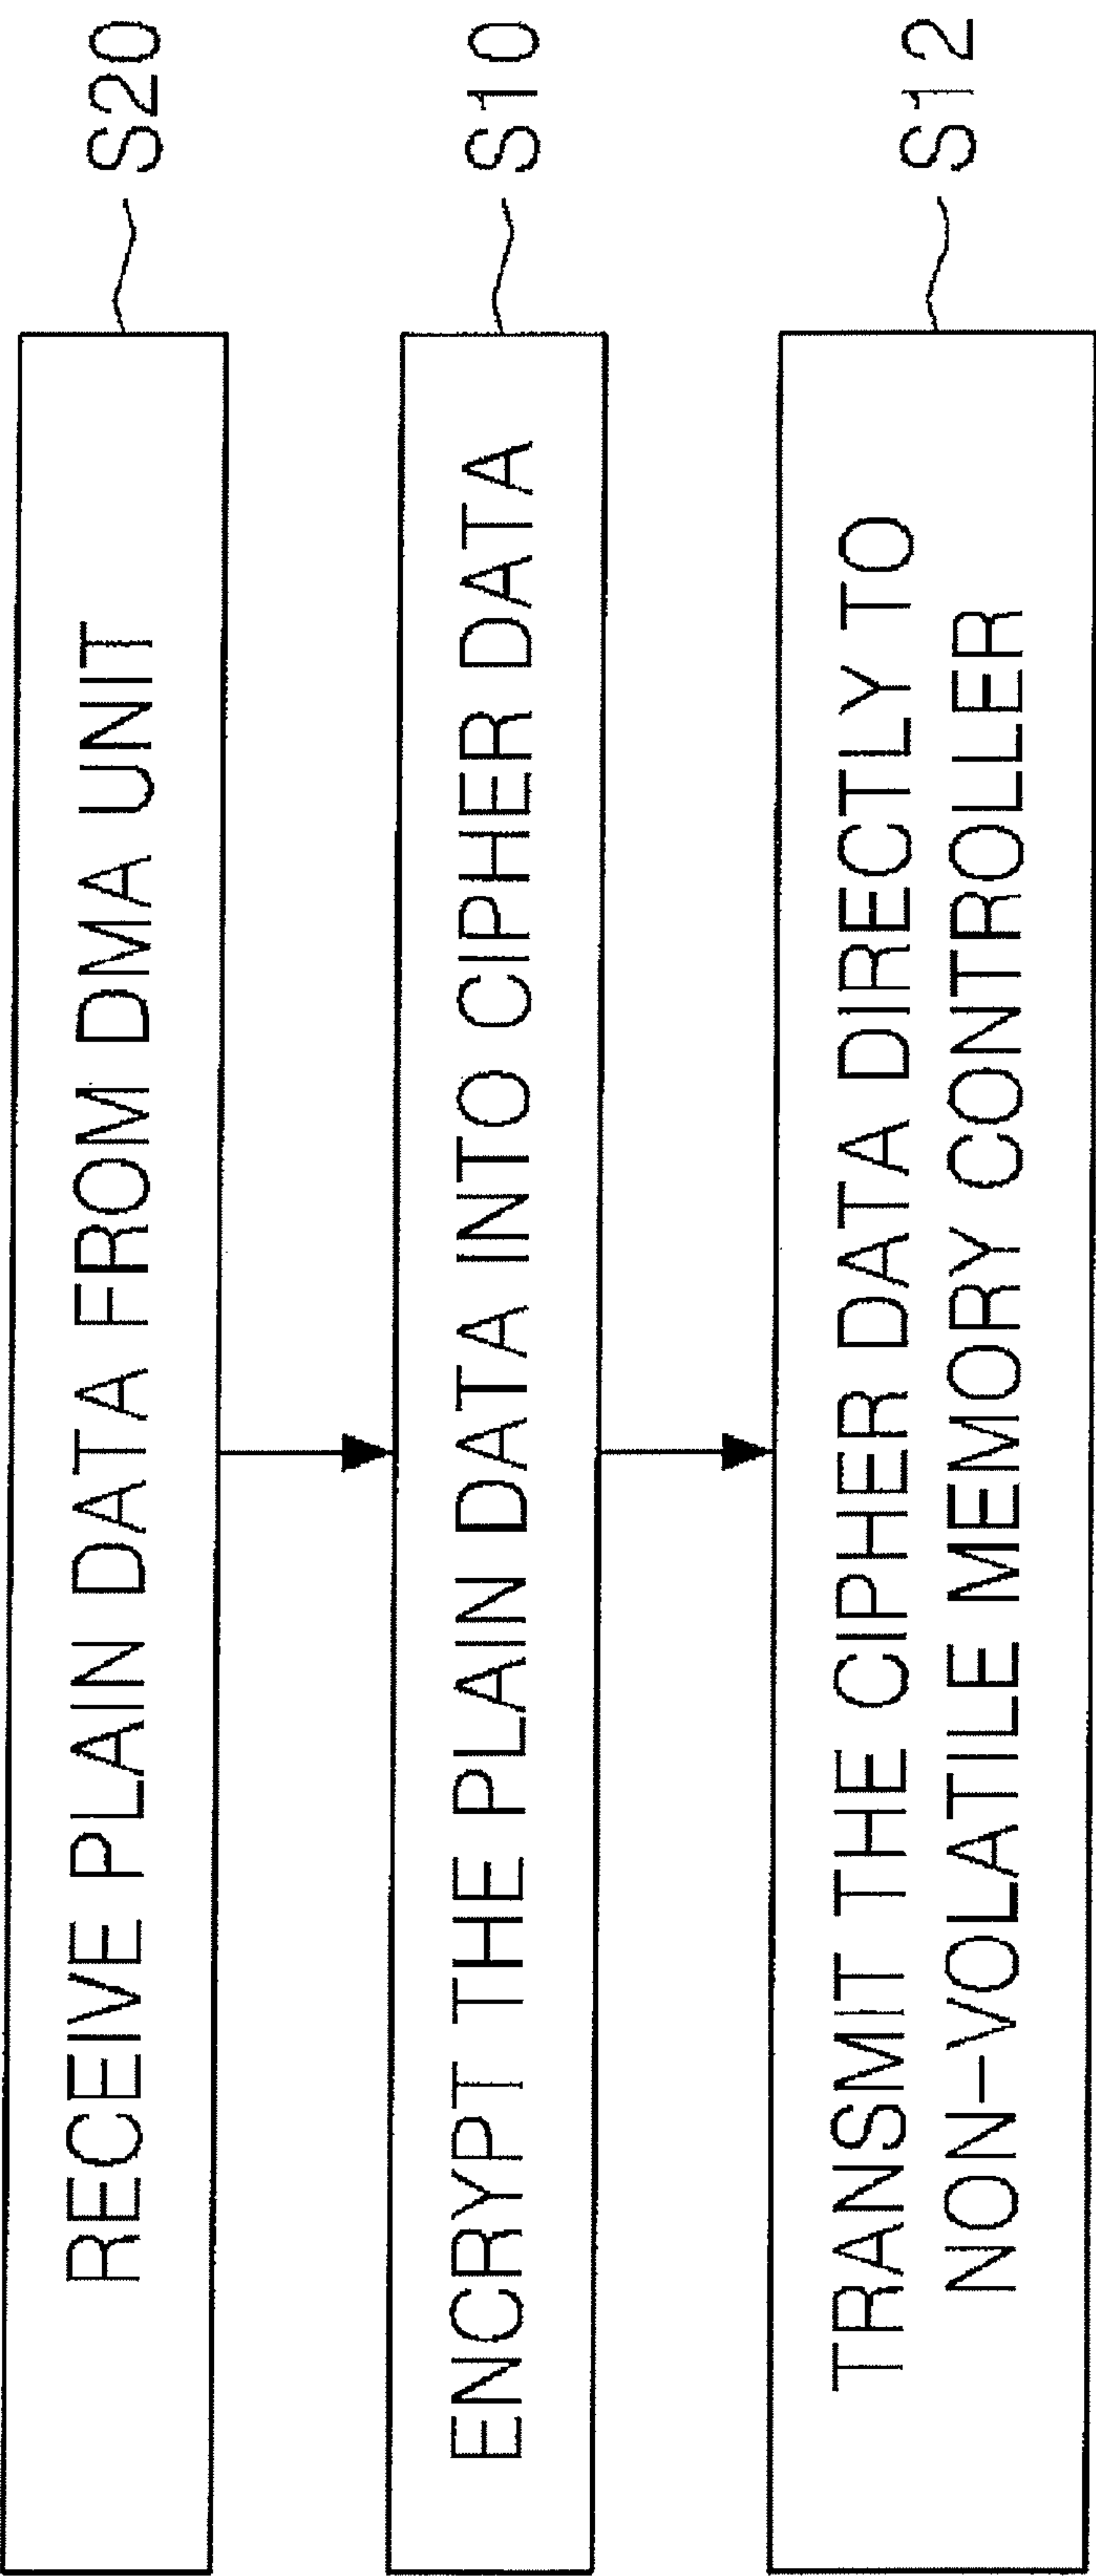 RECEIVE PLAIN DATA FROM DMA UNIT
S20
ENCRYPT THE PLAIN DATA INTO CIPHER DATA
S10
TRANSMIT THE CIPHER DATA DIRECTLY TO
NON-VOLATILE MEMORY CONTROLLER
S12